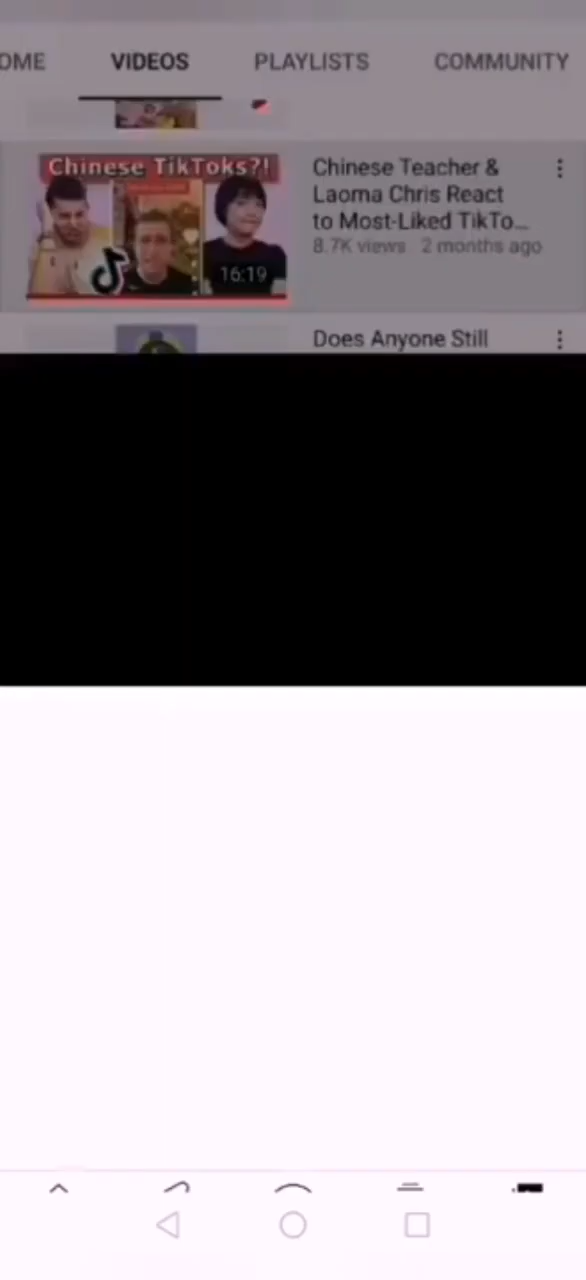 OME VIDEOS PLAYLISTS COMMUNITY
Chinese TikToks?!
16:19
Chinese Teacher &
Laoma Chris React
to Most-Liked TikTo...
8.7K views 2 months ago
Does Anyone Still